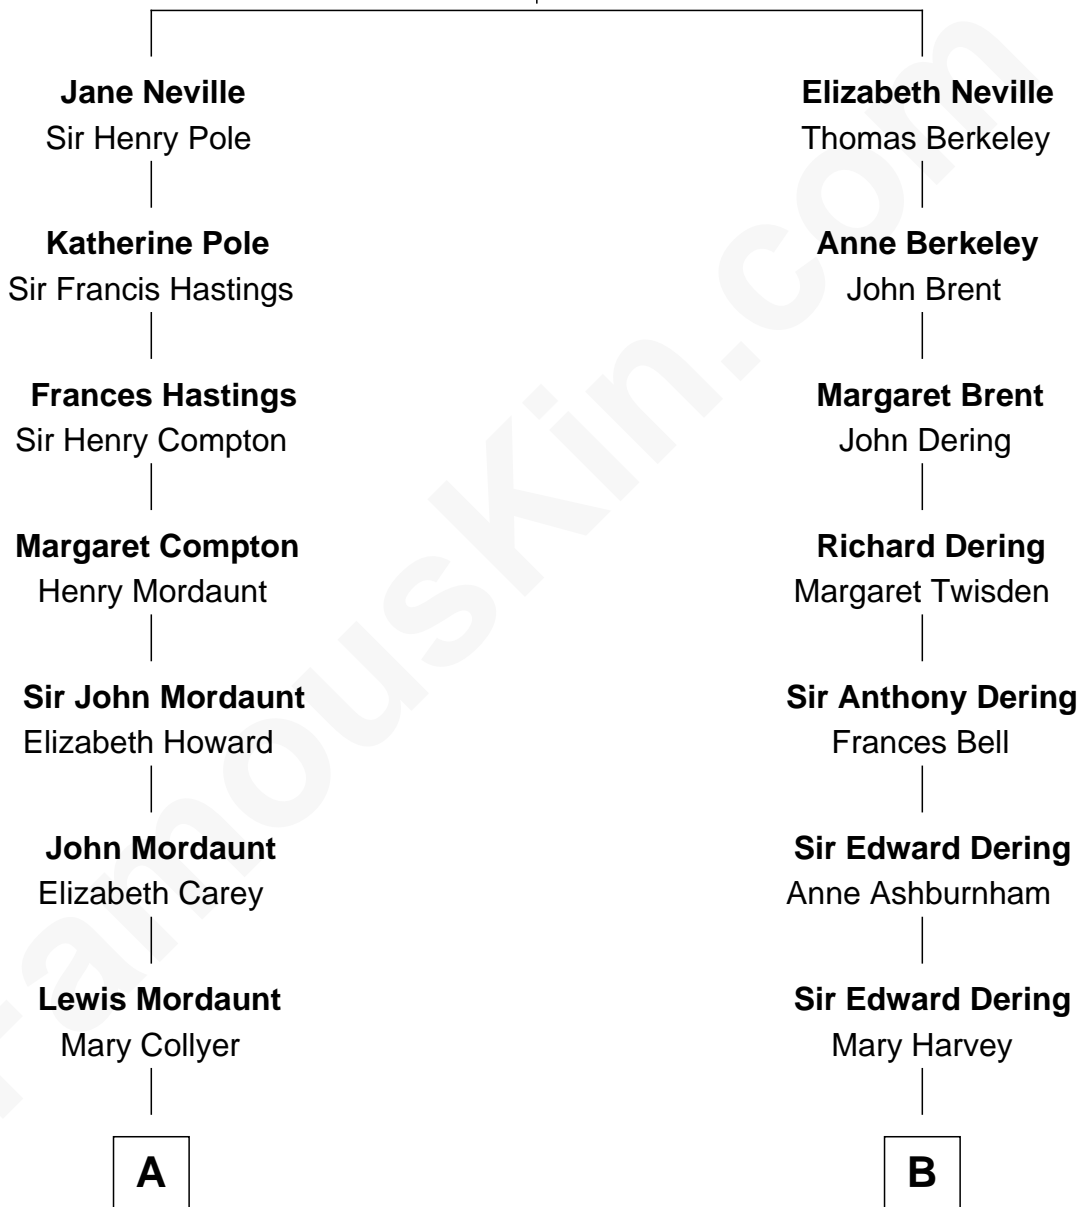 Jane Neville
Sir Henry Pole
Elizabeth Neville
Thomas Berkeley
Katherine Pole
Sir Francis Hastings
Anne Berkeley
John Brent
Frances Hastings
Sir Henry Compton
Margaret Brent
John Dering
Margaret Compton
Henry Mordaunt
Richard Dering
Margaret Twisden
Sir John Mordaunt
Elizabeth Howard
Sir Anthony Dering
Frances Bell
John Mordaunt
Elizabeth Carey
Sir Edward Dering
Anne Ashburnham
Lewis Mordaunt
Mary Collyer
Sir Edward Dering
Mary Harvey
A
B
FamousKin.com